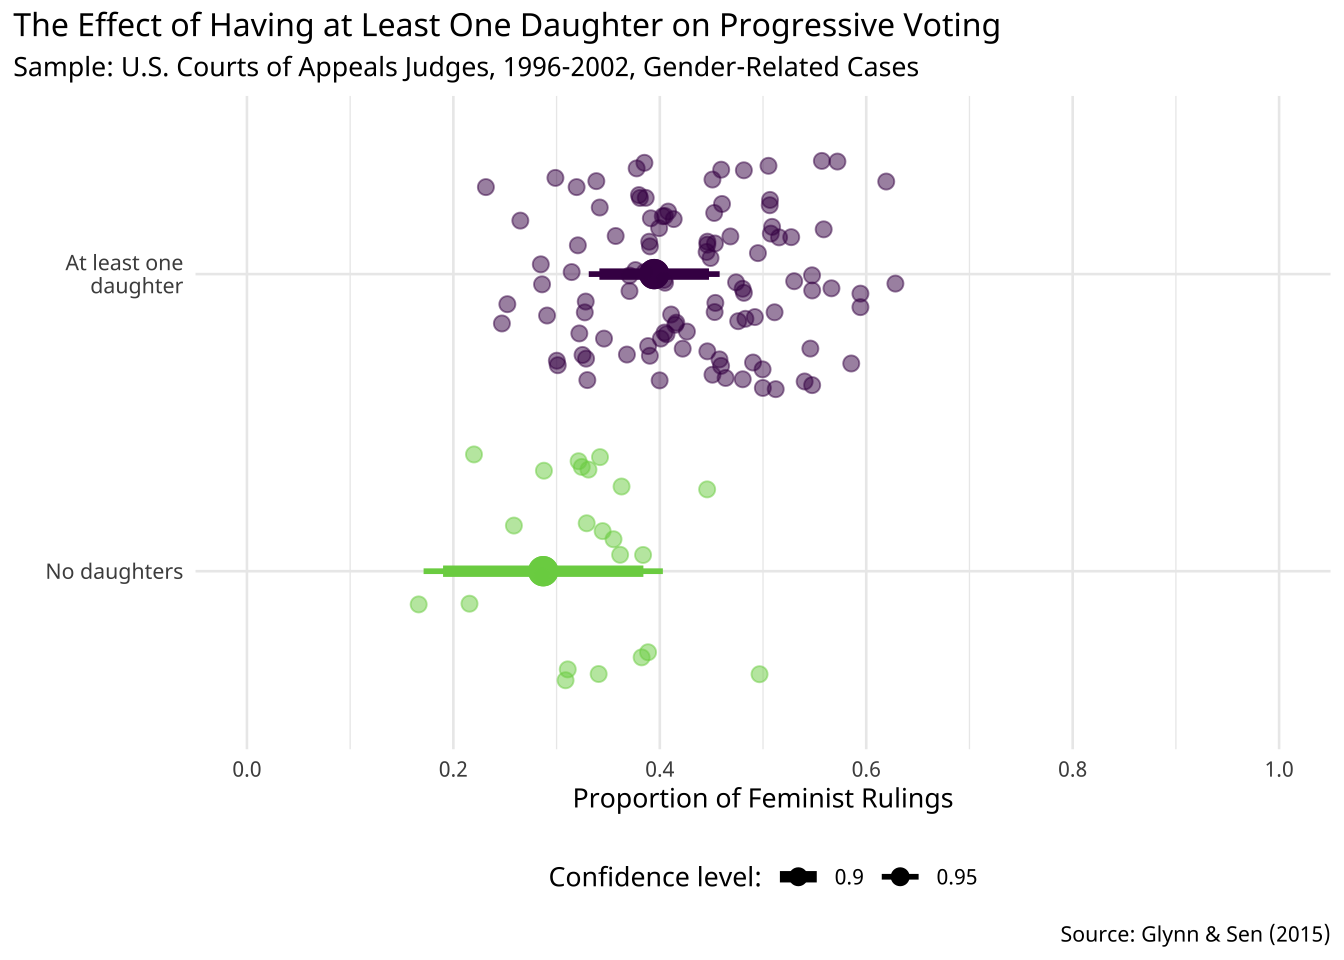 The Effect of Having at Least One Daughter on Progressive Voting
Sample: U.S. Courts of Appeals Judges, 1996-2002, Gender-Related Cases
At least one
daughter
No daughters
0.0 0.2 0.4 0.6 0.8 1.0
Proportion of Feminist Rulings
Confidence level: 0.9 0.95
Source: Glynn & Sen (2015)